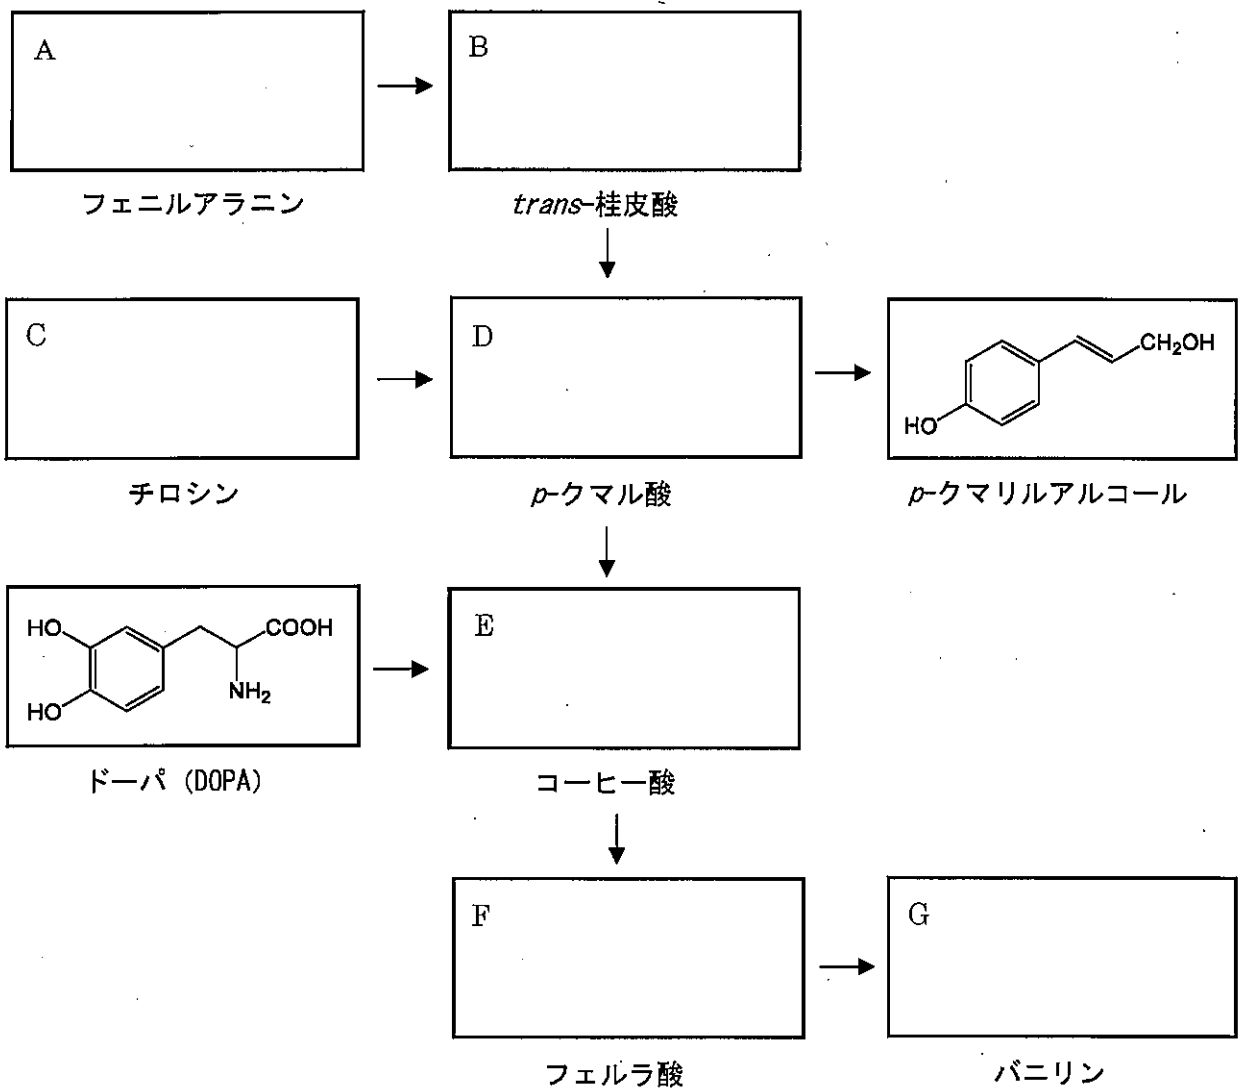 A
B
フェニルアラニン
trans-桂皮酸
C
D
CH2OH
HO
チロシン
p-クマル酸
p-クマリルアルコール
HO
COOH
NH2
HO
E
ドーパ (DOPA)
コーヒー酸
F
G
フェルラ酸
バニリン